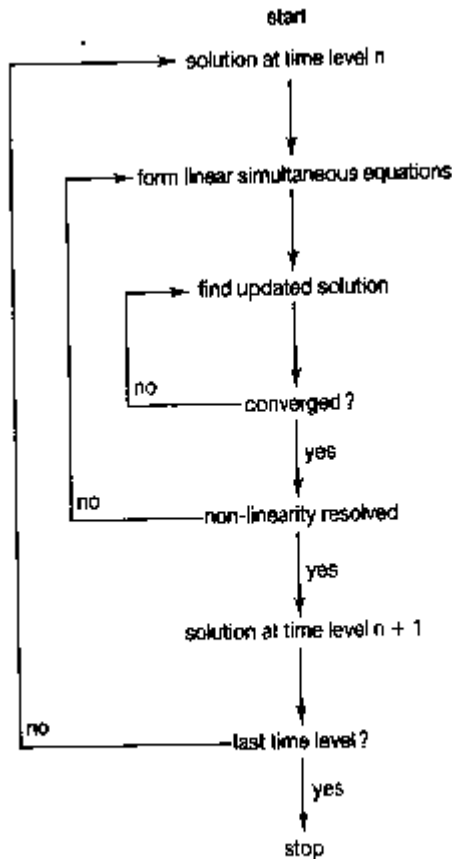 start
solution at time level n
form linear simultaneous equations
find updated solution
no
converged?
yes
no
non-linearity resolved
yes
solution at time level n + 1
no
last time level?
yes
stop